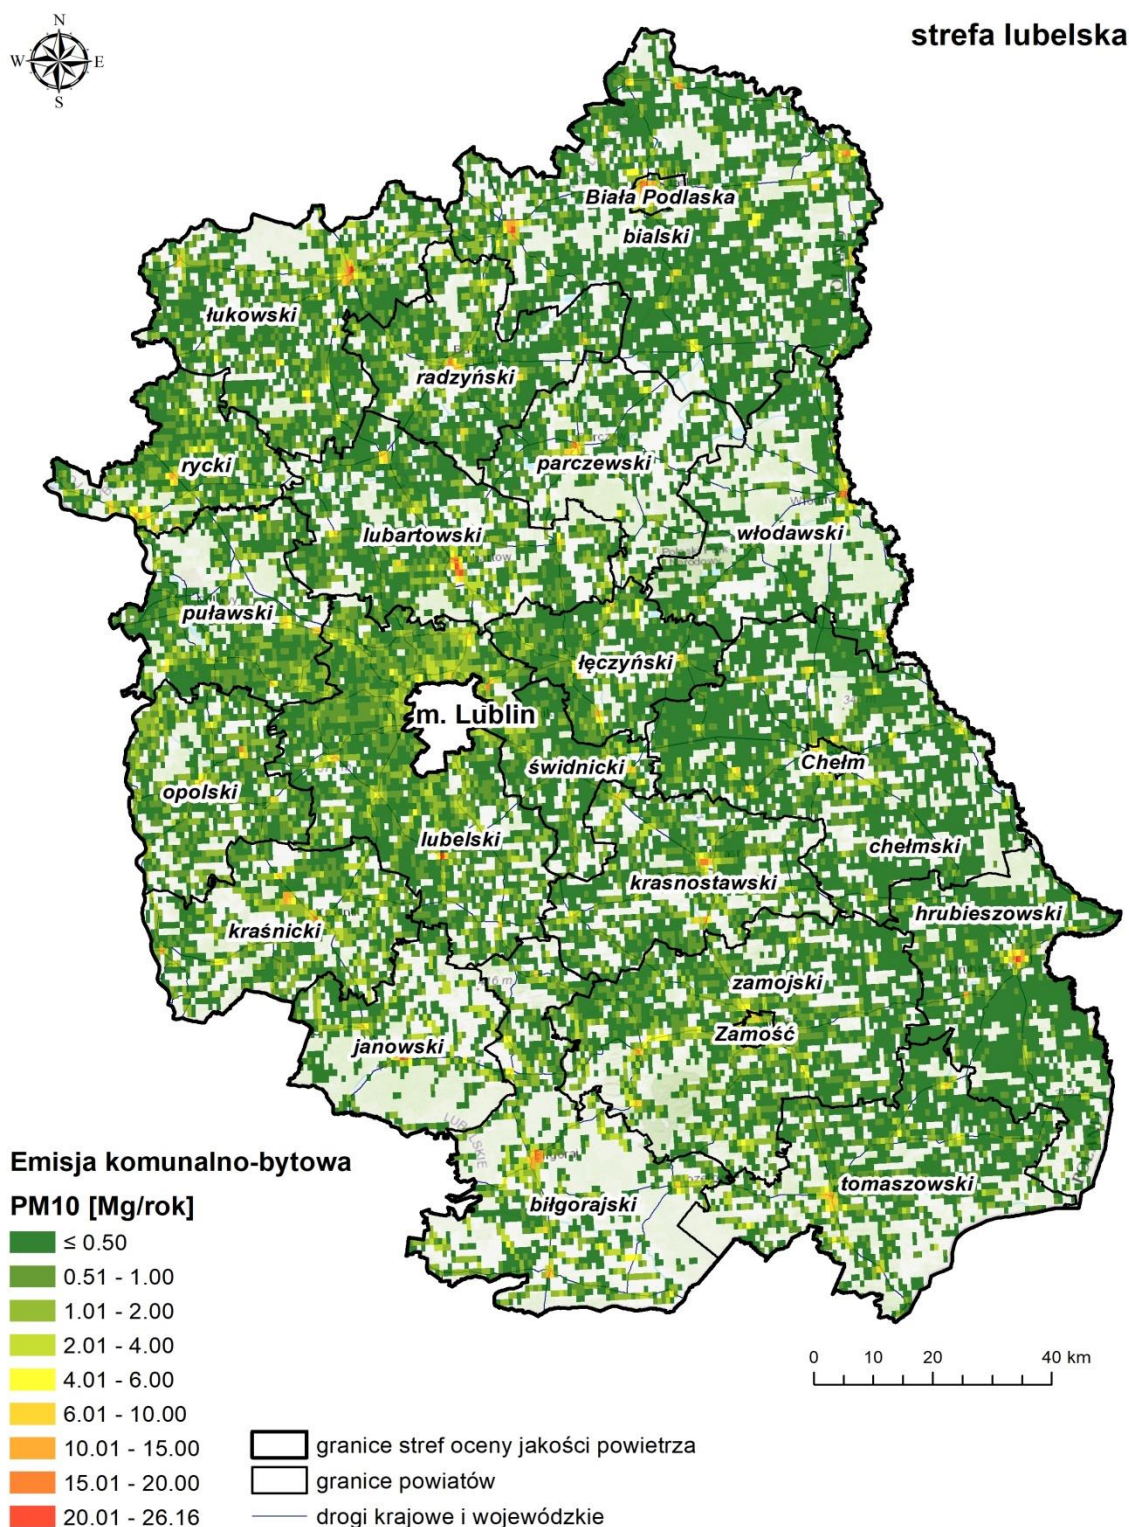 N
strefa lubelska
W
E
S
Biała Podlaska
bialski
łukowski
radzyński
rycki
parczewski
lubartowski
włodawski
puławski
łęczyński
m. Lublin
świdnicki
Chełm
opolski
lubelski
chełmski
krasnostawski
hrubieszowski
kraśnicki
zamojski
Zamość
janowski
tomaszowski
biłgorajski
Emisja komunalno-bytowa
PM10 [Mg/rok]
≤ 0.50
0.51 - 1.00
1.01 - 2.00
2.01 - 4.00
4.01 - 6.00
6.01 - 10.00
10.01 - 15.00
15.01 - 20.00
20.01 - 26.16
0 10 20 40 km
granice stref oceny jakości powietrza
granice powiatów
drogi krajowe i wojewódzkie